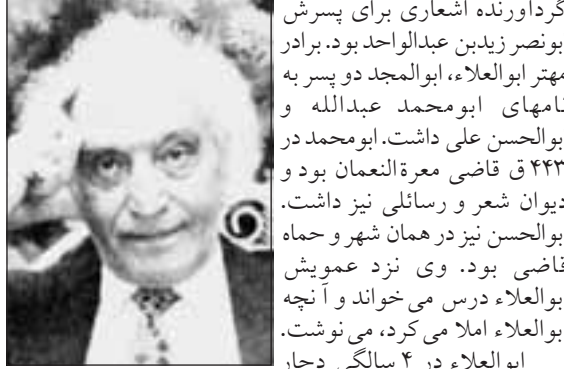 گردآورنده اشعاری برای پسرش
بونصر زیدبن عبدالواحد بود. برادر
مهتر ابوالعلاء، ابوالمجد دو پسر به
نامهای ابومحمد عبدالله و
بوالحسن علی داشت. ابومحمد در
۴۴۳ ق قاضی معرةالنعمان بود و
دیوان شعر و رسائلی نیز داشت.
بوالحسن نیز در همان شهر و حماه
قاضی بود. وی نزد عمویش
بوالعلاء درس می‌خواند و آنچه
بوالعلاء املا می‌کرد، می‌نوشت.
ابوالعلاء در ۴ سالگی دچار